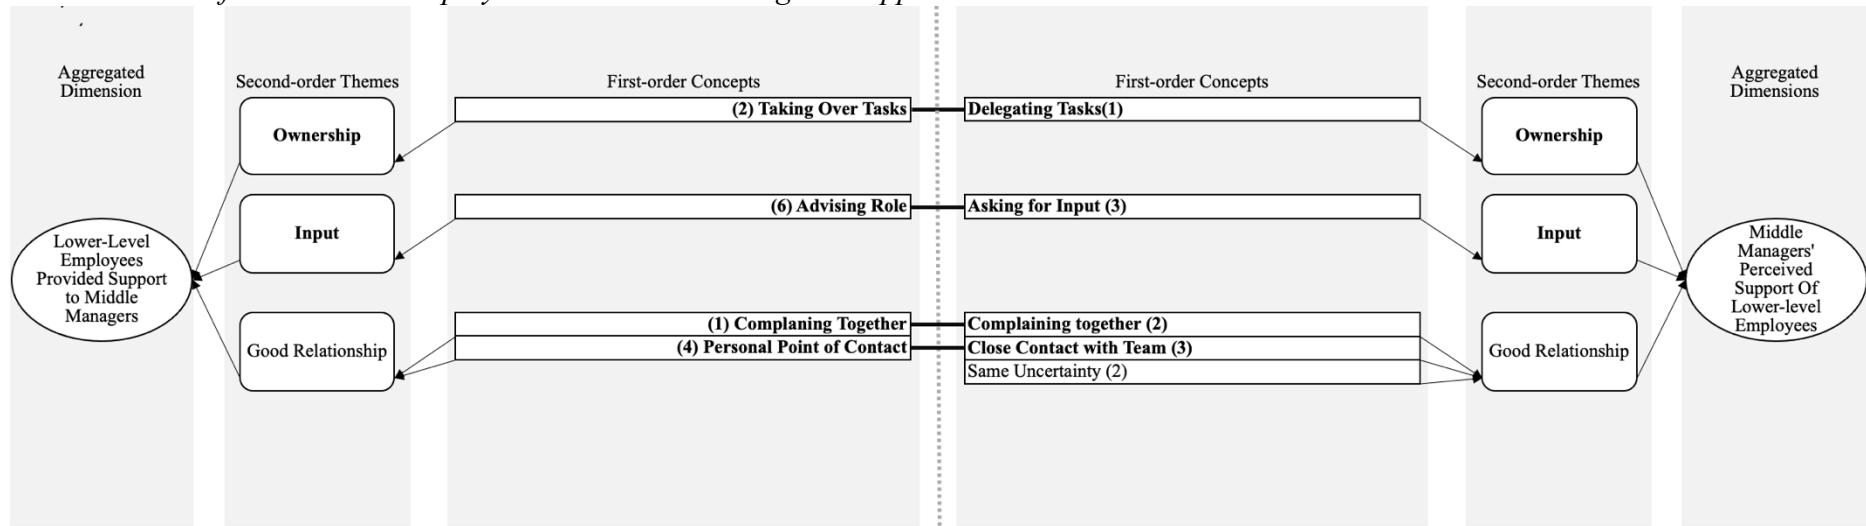 Aggregated
Dimension
Second-order Themes
First-order Concepts
First-order Concepts
Second-order Themes
Aggregated
Dimensions
(2) Taking Over Tasks
Delegating Tasks(1)
Ownership
Ownership
(6) Advising Role
Asking for Input (3)
Input
Input
Lower-Level
Employees
Provided Support
to Middle
Managers
Middle
Managers'
Perceived
Support Of
Lower-level
Employees
(1) Complaning Together
Complaining together (2)
(4) Personal Point of Contact
Close Contact with Team (3)
Same Uncertainty (2)
Good Relationship
Good Relationship